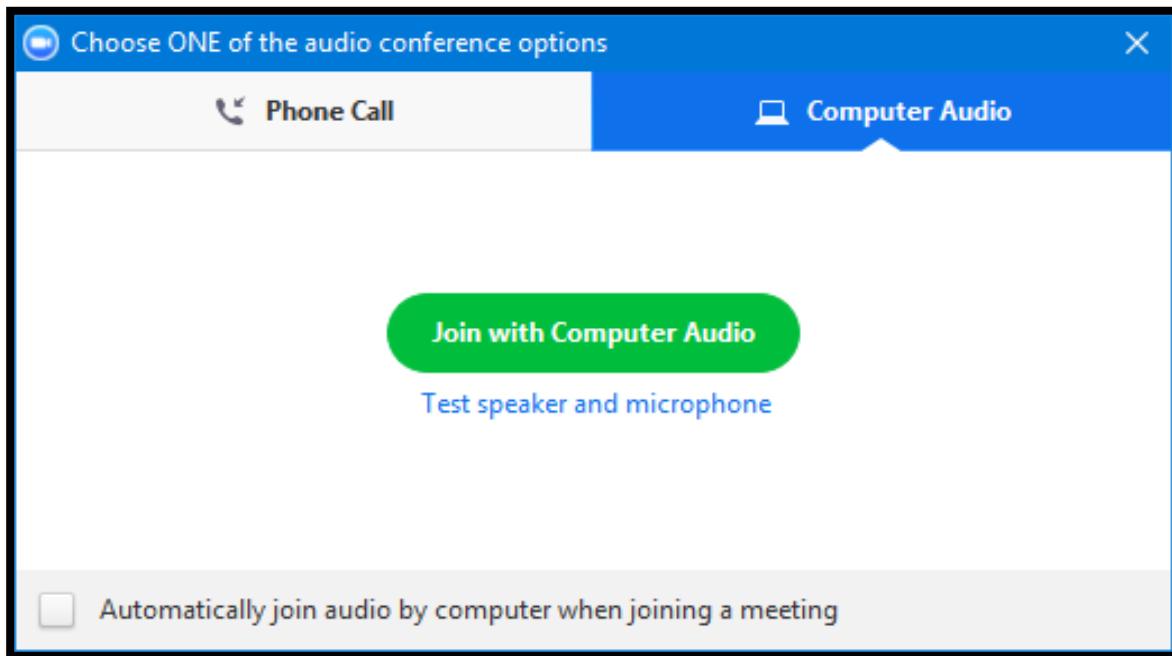 Choose ONE of the audio conference options
Phone Call
Computer Audio
Join with Computer Audio
Test speaker and microphone
Automatically join audio by computer when joining a meeting